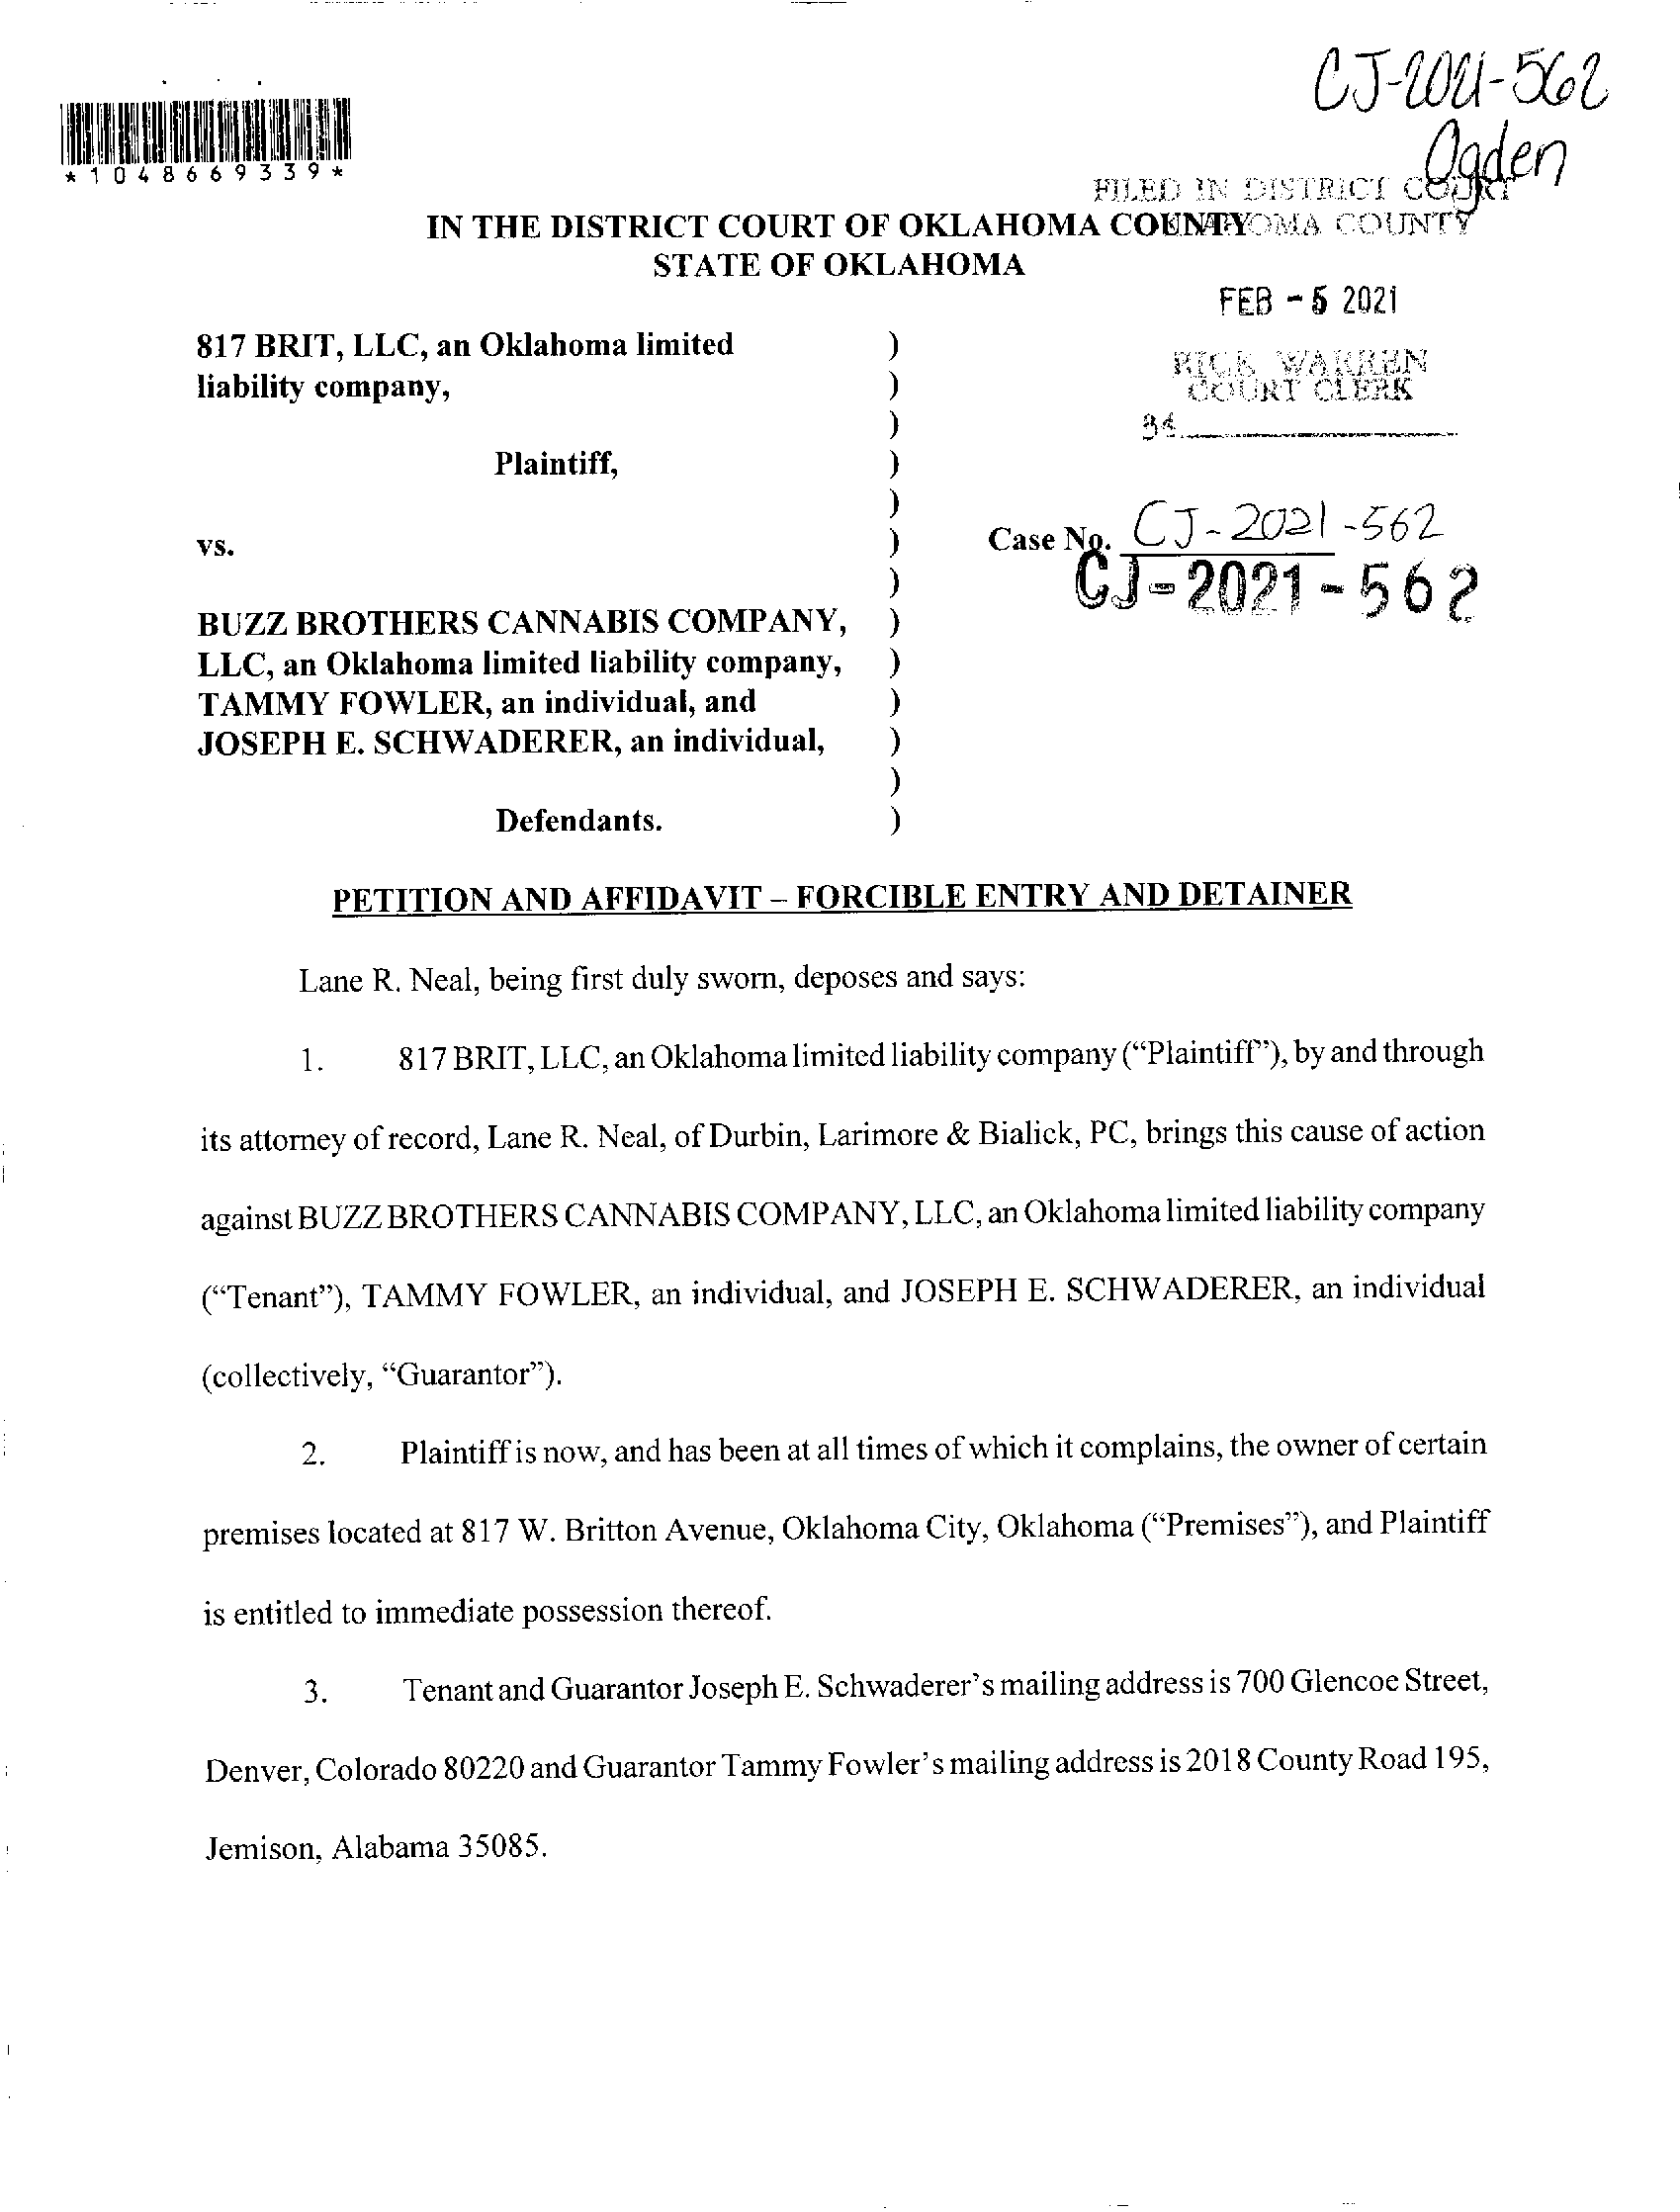 CJ-2021-562
Ogden
*1048669339*
FILED IN DISTRICT COURT
OKLAHOMA COUNTY
IN THE DISTRICT COURT OF OKLAHOMA COUNTY
STATE OF OKLAHOMA
FEB - 5 2021
817 BRIT, LLC, an Oklahoma limited )
liability company, )
RICK WARREN
COURT CLERK
)
34
Plaintiff, )
)
vs. ) Case No. CJ-2021-562
) CJ-2021-562
BUZZ BROTHERS CANNABIS COMPANY, )
LLC, an Oklahoma limited liability company, )
TAMMY FOWLER, an individual, and )
JOSEPH E. SCHWADERER, an individual, )
)
Defendants. )
PETITION AND AFFIDAVIT – FORCIBLE ENTRY AND DETAINER
Lane R. Neal, being first duly sworn, deposes and says:
1. 817 BRIT, LLC, an Oklahoma limited liability company (“Plaintiff”), by and through
its attorney of record, Lane R. Neal, of Durbin, Larimore & Bialick, PC, brings this cause of action
against BUZZ BROTHERS CANNABIS COMPANY, LLC, an Oklahoma limited liability company
(“Tenant”), TAMMY FOWLER, an individual, and JOSEPH E. SCHWADERER, an individual
(collectively, “Guarantor”).
2. Plaintiff is now, and has been at all times of which it complains, the owner of certain
premises located at 817 W. Britton Avenue, Oklahoma City, Oklahoma (“Premises”), and Plaintiff
is entitled to immediate possession thereof.
3. Tenant and Guarantor Joseph E. Schwaderer’s mailing address is 700 Glencoe Street,
Denver, Colorado 80220 and Guarantor Tammy Fowler’s mailing address is 2018 County Road 195,
Jemison, Alabama 35085.